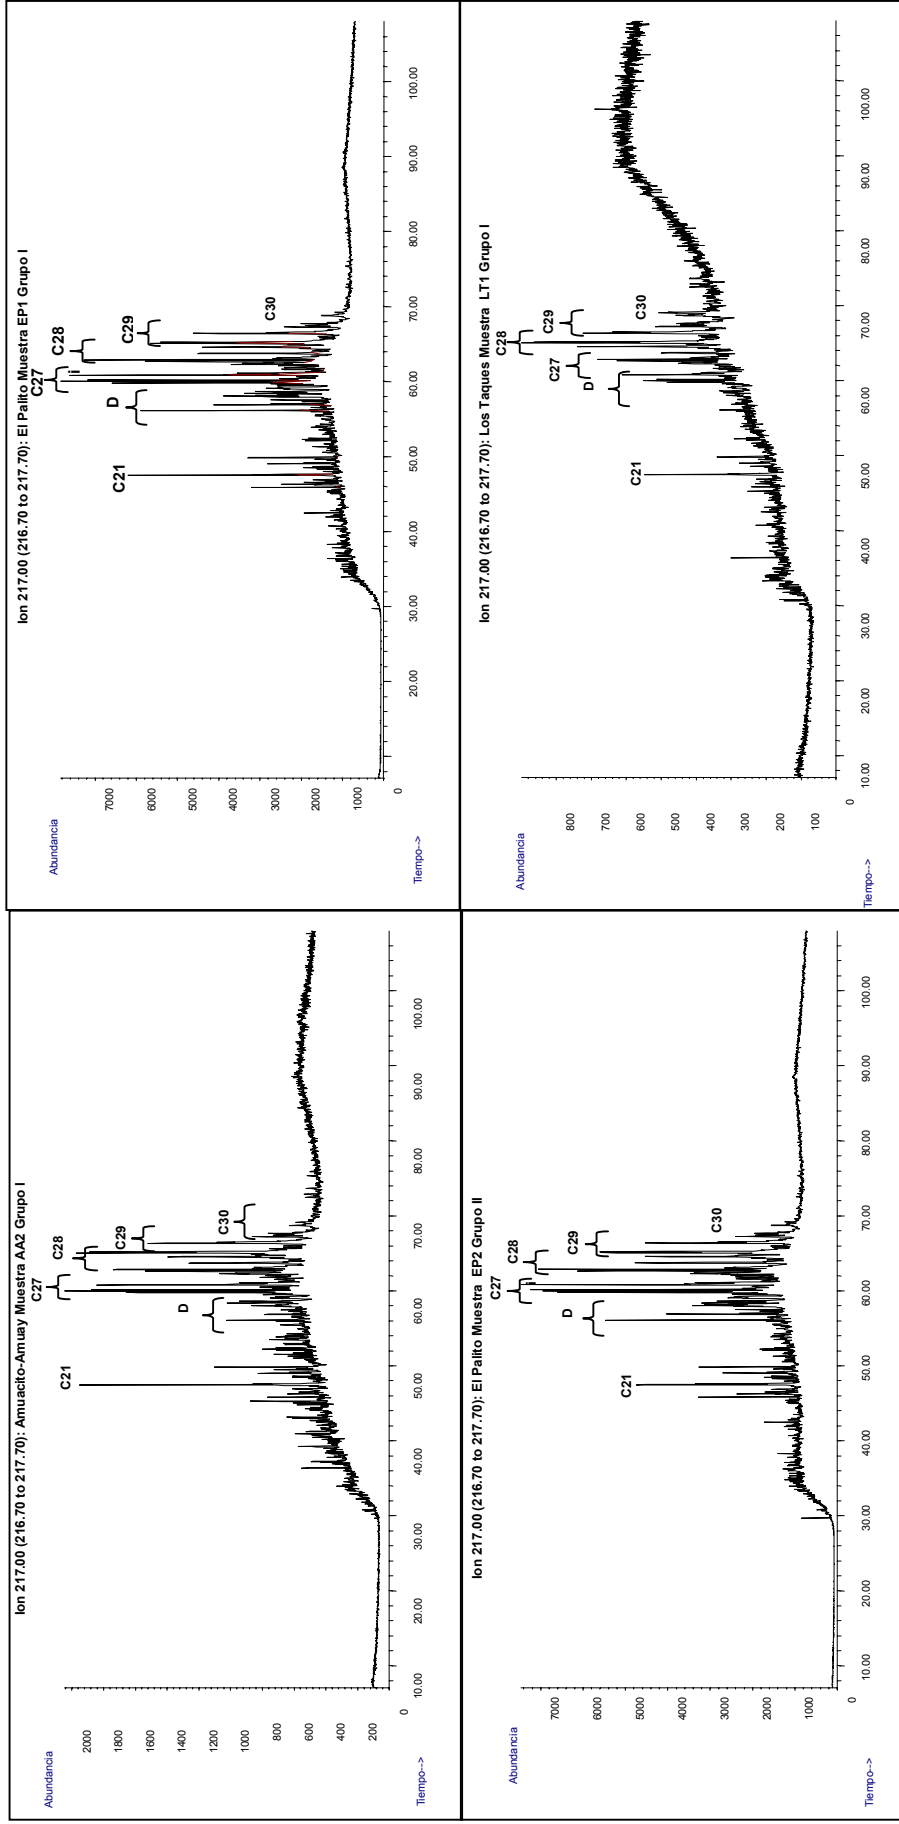 Ion 217.00 (216.70 to 217.70): Amuacito-Amuay Muestra AA2 Grupo I
Abundancia
C27
C28
C21
C29
D
C30
2000
1800
1600
1400
1200
1000
800
600
400
200
0
10.00 20.00 30.00 40.00 50.00 60.00 70.00 80.00 90.00 100.00
Tiempo-->
Ion 217.00 (216.70 to 217.70): El Palito Muestra EP1 Grupo I
Abundancia
C27
C28
D
C21
C29
C30
7000
6000
5000
4000
3000
2000
1000
0
20.00 30.00 40.00 50.00 60.00 70.00 80.00 90.00 100.00
Tiempo-->
Ion 217.00 (216.70 to 217.70): El Palito Muestra EP2 Grupo II
Abundancia
C27
C28
D
C29
C21
C30
7000
6000
5000
4000
3000
2000
1000
0
10.00 20.00 30.00 40.00 50.00 60.00 70.00 80.00 90.00 100.00
Tiempo-->
Ion 217.00 (216.70 to 217.70): Los Taques Muestra LT1 Grupo I
Abundancia
C28
C29
C27
D
C21
C30
800
700
600
500
400
300
200
100
0
10.00 20.00 30.00 40.00 50.00 60.00 70.00 80.00 90.00 100.00
Tiempo-->